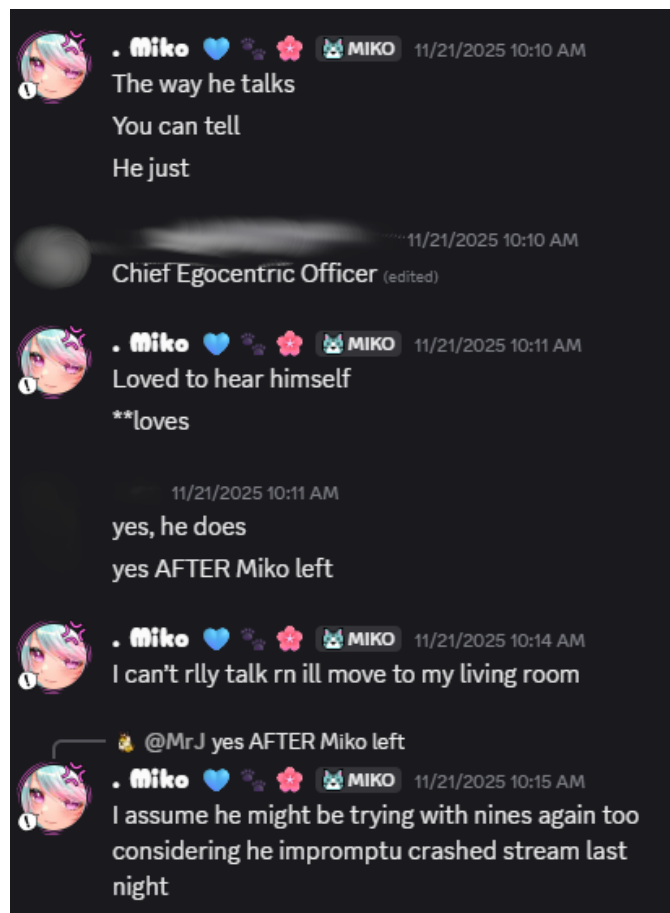 . Miko 💙 🐾 🌸 MIKO 11/21/2025 10:10 AM
The way he talks
You can tell
He just
11/21/2025 10:10 AM
Chief Egocentric Officer (edited)
. Miko 💙 🐾 🌸 MIKO 11/21/2025 10:11 AM
Loved to hear himself
**loves
11/21/2025 10:11 AM
yes, he does
yes AFTER Miko left
. Miko 💙 🐾 🌸 MIKO 11/21/2025 10:14 AM
I can't rlly talk rn ill move to my living room
@MrJ yes AFTER Miko left
. Miko 💙 🐾 🌸 MIKO 11/21/2025 10:15 AM
I assume he might be trying with nines again too
considering he impromptu crashed stream last
night